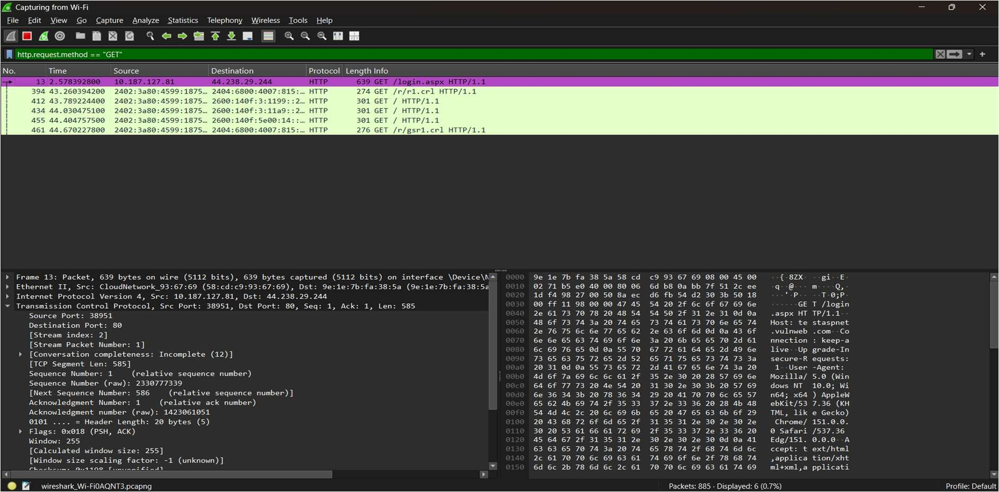 Capturing from Wi-Fi
File Edit View Go Capture Analyze Statistics Telephony Wireless Tools Help
http.request.method == "GET"
No. Time Source Destination Protocol Length Info
13 2.578392800 10.187.127.81 44.238.29.244 HTTP 639 GET /login.aspx HTTP/1.1
394 43.260394200 2402:3a80:4599:1875… 2404:6800:4007:815:… HTTP 274 GET /r/r1.crl HTTP/1.1
412 43.789224400 2402:3a80:4599:1875… 2600:140f:3:1199::2… HTTP 301 GET / HTTP/1.1
434 44.030475100 2402:3a80:4599:1875… 2600:140f:3:11a9::2… HTTP 301 GET / HTTP/1.1
455 44.404757500 2402:3a80:4599:1875… 2600:140f:5e00:14::… HTTP 301 GET / HTTP/1.1
461 44.670227800 2402:3a80:4599:1875… 2404:6800:4007:815:… HTTP 276 GET /r/gsr1.crl HTTP/1.1
Frame 13: Packet, 639 bytes on wire (5112 bits), 639 bytes captured (5112 bits) on interface \Device\N
Ethernet II, Src: CloudNetwork_93:67:69 (58:cd:c9:93:67:69), Dst: 9e:1e:7b:fa:38:5a (9e:1e:7b:fa:38:5a
Internet Protocol Version 4, Src: 10.187.127.81, Dst: 44.238.29.244
Transmission Control Protocol, Src Port: 38951, Dst Port: 80, Seq: 1, Ack: 1, Len: 585
Source Port: 38951
Destination Port: 80
[Stream index: 2]
[Stream Packet Number: 1]
[Conversation completeness: Incomplete (12)]
[TCP Segment Len: 585]
Sequence Number: 1 (relative sequence number)
Sequence Number (raw): 2330777339
[Next Sequence Number: 586 (relative sequence number)]
Acknowledgment Number: 1 (relative ack number)
Acknowledgment number (raw): 1423061051
0101 .... = Header Length: 20 bytes (5)
Flags: 0x018 (PSH, ACK)
Window: 255
[Calculated window size: 255]
[Window size scaling factor: -1 (unknown)]
Checksum: 0x1198 [unverified]
0000 9e 1e 7b fa 38 5a 58 cd c9 93 67 69 08 00 45 00 ··{·8ZX· ··gi··E·
0010 02 71 b5 e0 40 00 80 06 6d b8 0a bb 7f 51 2c ee ·q··@··· m····Q,·
0020 1d f4 98 27 00 50 8a ec d6 fb 54 d2 30 3b 50 18 ···'·P·· ··T·0;P·
0030 00 ff 11 98 00 00 47 45 54 20 2f 6c 6f 67 69 6e ······GE T /login
0040 2e 61 73 70 78 20 48 54 54 50 2f 31 2e 31 0d 0a .aspx HT TP/1.1··
0050 48 6f 73 74 3a 20 74 65 73 74 61 73 70 6e 65 74 Host: te staspnet
0060 2e 76 75 6c 6e 77 65 62 2e 63 6f 6d 0d 0a 43 6f .vulnweb .com··Co
0070 6e 6e 65 63 74 69 6f 6e 3a 20 6b 65 65 70 2d 61 nnection : keep-a
0080 6c 69 76 65 0d 0a 55 70 67 72 61 64 65 2d 49 6e live··Up grade-In
0090 73 65 63 75 72 65 2d 52 65 71 75 65 73 74 73 3a secure-R equests:
00a0 20 31 0d 0a 55 73 65 72 2d 41 67 65 6e 74 3a 20 1··User -Agent:
00b0 4d 6f 7a 69 6c 6c 61 2f 35 2e 30 20 28 57 69 6e Mozilla/ 5.0 (Win
00c0 64 6f 77 73 20 4e 54 20 31 30 2e 30 3b 20 57 69 dows NT 10.0; Wi
00d0 6e 36 34 3b 20 78 36 34 29 20 41 70 70 6c 65 57 n64; x64 ) AppleW
00e0 65 62 4b 69 74 2f 35 33 37 2e 33 36 20 28 4b 48 ebKit/53 7.36 (KH
00f0 54 4d 4c 2c 20 6c 69 6b 65 20 47 65 63 6b 6f 29 TML, lik e Gecko)
0100 20 43 68 72 6f 6d 65 2f 31 35 31 2e 30 2e 30 2e Chrome/ 151.0.0.
0110 30 20 53 61 66 61 72 69 2f 35 33 37 2e 33 36 20 0 Safari /537.36
0120 45 64 67 2f 31 35 31 2e 30 2e 30 2e 30 0d 0a 41 Edg/151. 0.0.0··A
0130 63 63 65 70 74 3a 20 74 65 78 74 2f 68 74 6d 6c ccept: t ext/html
0140 2c 61 70 70 6c 69 63 61 74 69 6f 6e 2f 78 68 74 ,applica tion/xht
0150 6d 6c 2b 78 6d 6c 2c 61 70 70 6c 69 63 61 74 69 ml+xml,a pplicati
wireshark_Wi-Fi0AQNT3.pcapng
Packets: 885 · Displayed: 6 (0.7%)
Profile: Default